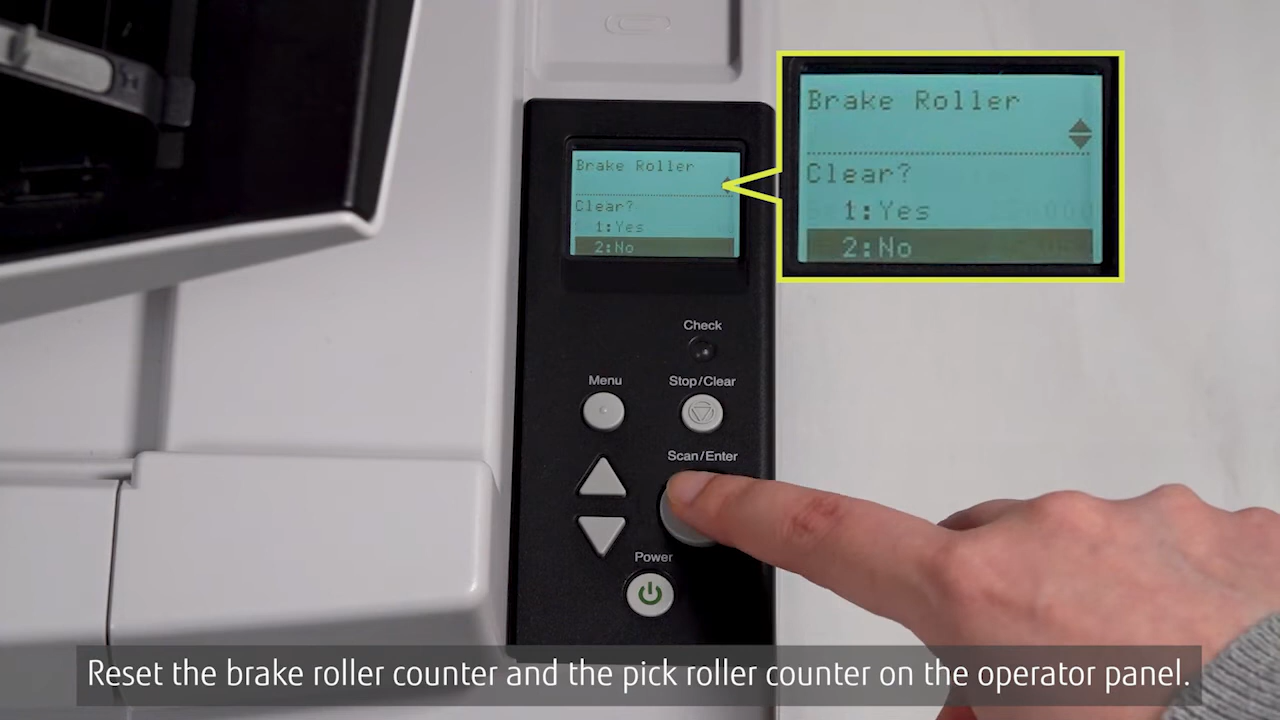 Brake Roller
Clear?
1:Yes
2:No
Brake Roller
Clear?
1:Yes
2:No
Check
Menu
Stop/Clear
Scan/Enter
Power
Reset the brake roller counter and the pick roller counter on the operator panel.